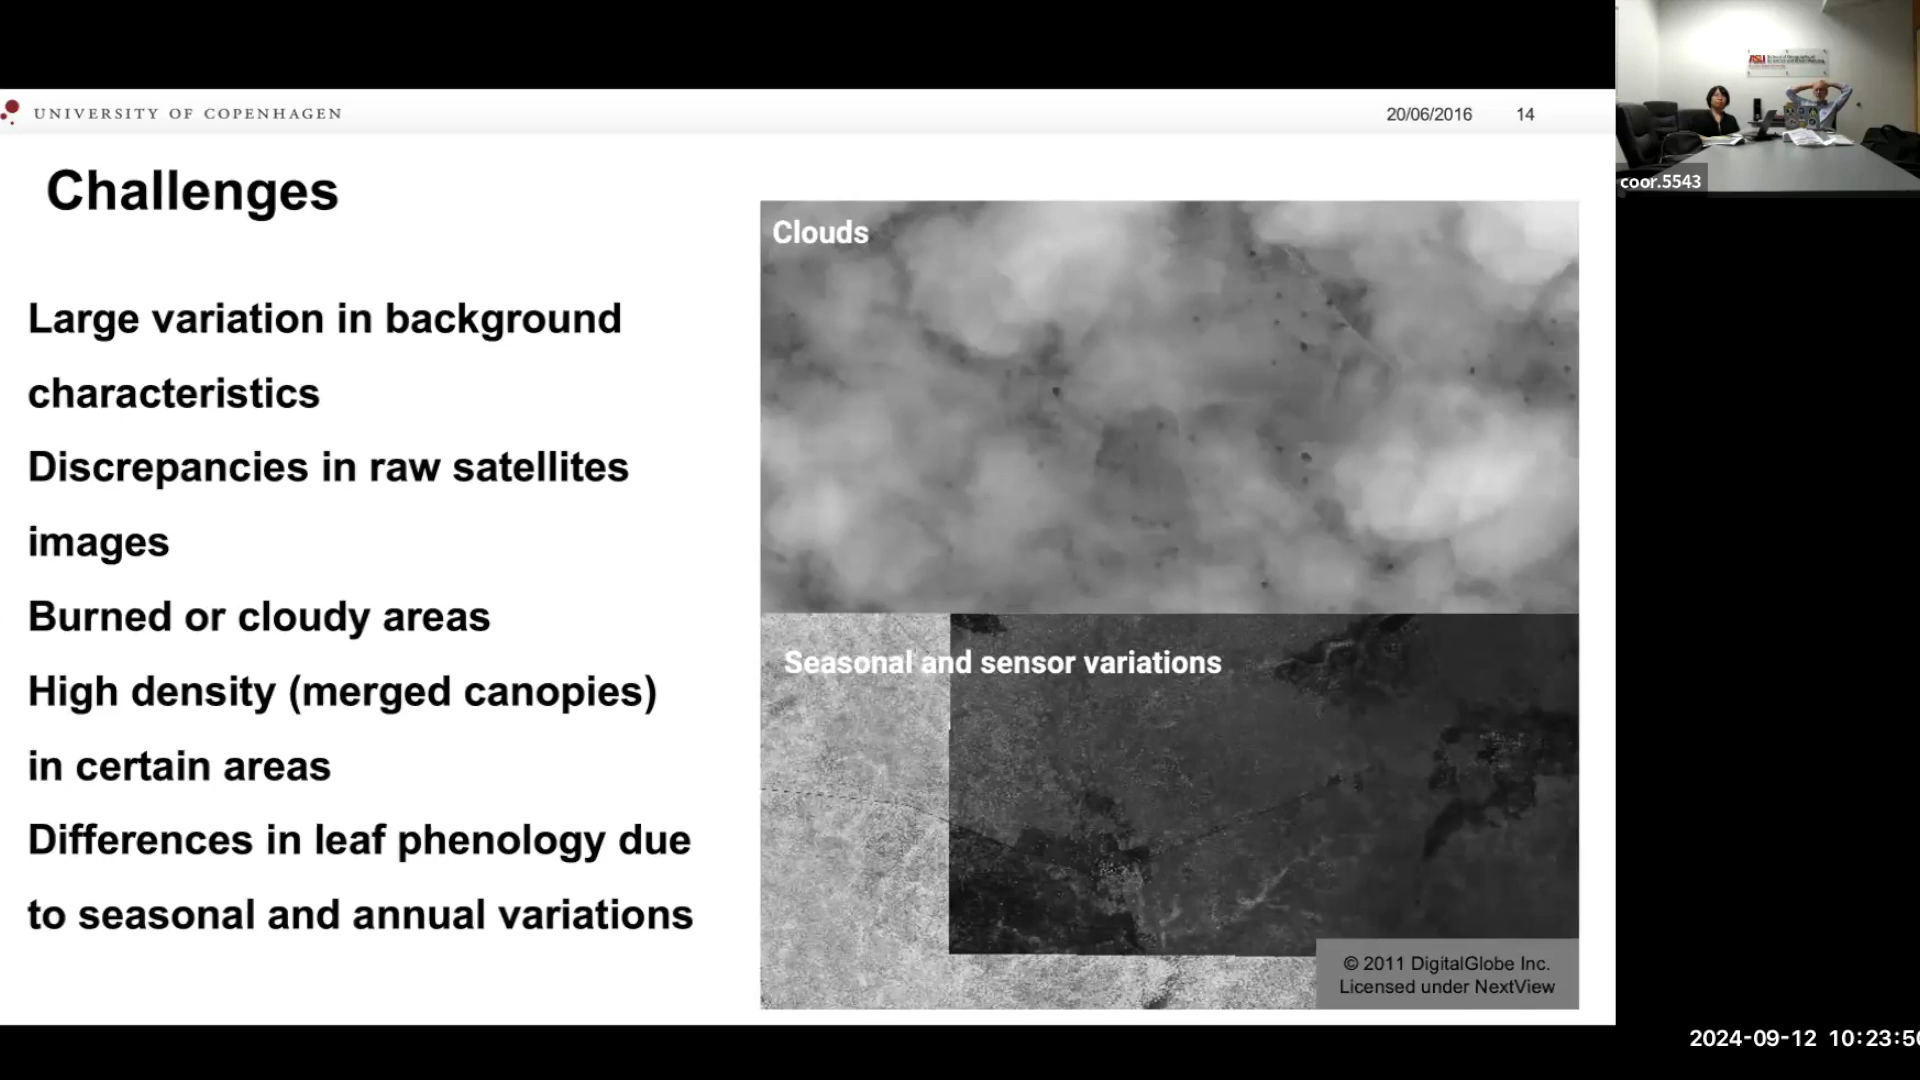 UNIVERSITY OF COPENHAGEN
20/06/2016
14
Challenges
Large variation in background
characteristics
Discrepancies in raw satellites
images
Burned or cloudy areas
High density (merged canopies)
in certain areas
Differences in leaf phenology due
to seasonal and annual variations
Clouds
Seasonal and sensor variations
© 2011 DigitalGlobe Inc.
Licensed under NextView
ASU
coor.5543
2024-09-12 10:23:50